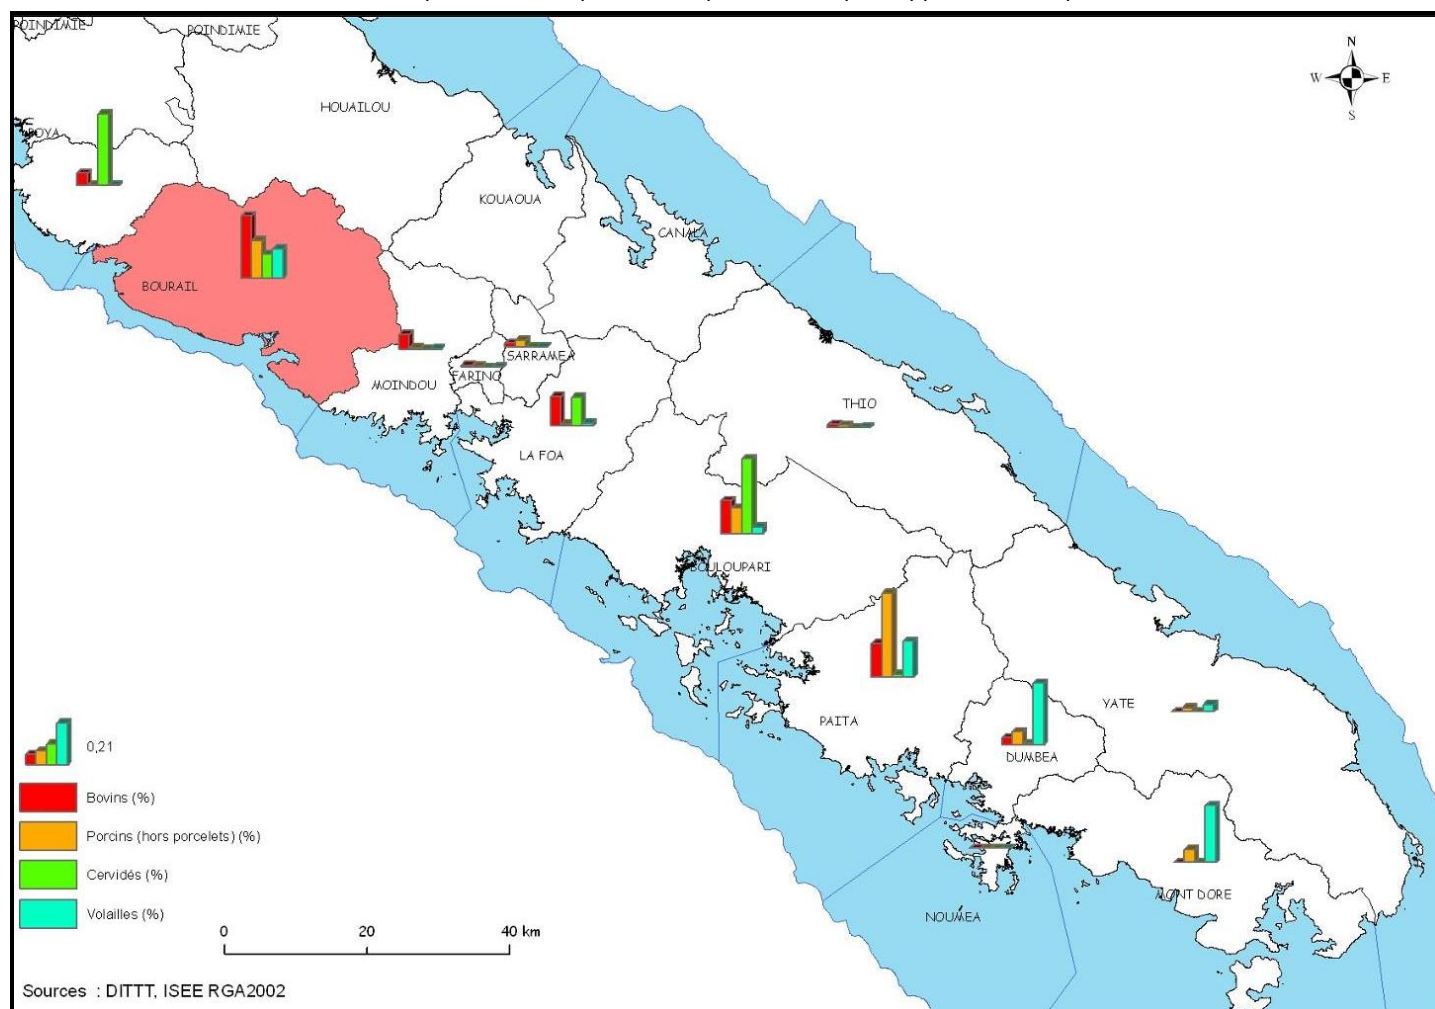 POINDIMIE
POINDIMIE
N
W E
S
HOUAILOU
POYA
KOUAOUA
CANALA
BOURAIL
SARRAMEA
FARINO
MOINDOU
THIO
LA FOA
BOULOUPARI
YATE
PAITA
DUMBEA
MONT DORE
NOUMEA
0,21
Bovins (%)
Porcins (hors porcelets) (%)
Cervidés (%)
Volailles (%)
0 20 40 km
Sources : DITTT, ISEE RGA2002